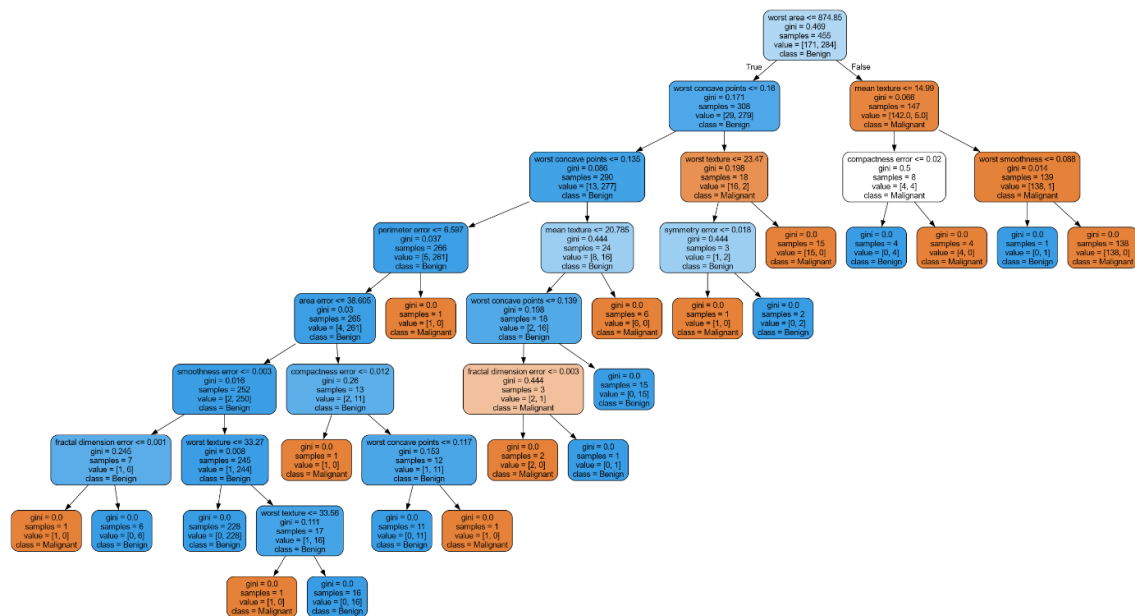 worst area <= 874.85
gini = 0.469
samples = 455
value = [171, 284]
class = Benign
True
False
worst concave points <= 0.16
gini = 0.171
samples = 308
value = [29, 279]
class = Benign
mean texture <= 14.99
gini = 0.066
samples = 147
value = [142.0, 5.0]
class = Malignant
worst concave points <= 0.135
gini = 0.086
samples = 290
value = [13, 277]
class = Benign
worst texture <= 23.47
gini = 0.198
samples = 18
value = [16, 2]
class = Malignant
compactness error <= 0.02
gini = 0.5
samples = 8
value = [4, 4]
class = Malignant
worst smoothness <= 0.088
gini = 0.014
samples = 139
value = [138, 1]
class = Malignant
perimeter error <= 6.597
gini = 0.037
samples = 266
value = [5, 261]
class = Benign
mean texture <= 20.785
gini = 0.444
samples = 24
value = [8, 16]
class = Benign
symmetry error <= 0.018
gini = 0.444
samples = 3
value = [1, 2]
class = Benign
gini = 0.0
samples = 15
value = [15, 0]
class = Malignant
gini = 0.0
samples = 4
value = [0, 4]
class = Benign
gini = 0.0
samples = 4
value = [4, 0]
class = Malignant
gini = 0.0
samples = 1
value = [0, 1]
class = Benign
gini = 0.0
samples = 138
value = [138, 0]
class = Malignant
area error <= 38.605
gini = 0.03
samples = 265
value = [4, 261]
class = Benign
gini = 0.0
samples = 1
value = [1, 0]
class = Malignant
worst concave points <= 0.139
gini = 0.198
samples = 18
value = [2, 16]
class = Benign
gini = 0.0
samples = 6
value = [6, 0]
class = Malignant
gini = 0.0
samples = 1
value = [1, 0]
class = Malignant
gini = 0.0
samples = 2
value = [0, 2]
class = Benign
smoothness error <= 0.003
gini = 0.016
samples = 252
value = [2, 250]
class = Benign
compactness error <= 0.012
gini = 0.26
samples = 13
value = [2, 11]
class = Benign
fractal dimension error <= 0.003
gini = 0.444
samples = 3
value = [2, 1]
class = Malignant
gini = 0.0
samples = 15
value = [0, 15]
class = Benign
fractal dimension error <= 0.001
gini = 0.245
samples = 7
value = [1, 6]
class = Benign
worst texture <= 33.27
gini = 0.008
samples = 245
value = [1, 244]
class = Benign
gini = 0.0
samples = 1
value = [1, 0]
class = Malignant
worst concave points <= 0.117
gini = 0.153
samples = 12
value = [1, 11]
class = Benign
gini = 0.0
samples = 2
value = [2, 0]
class = Malignant
gini = 0.0
samples = 1
value = [0, 1]
class = Benign
gini = 0.0
samples = 1
value = [1, 0]
class = Malignant
gini = 0.0
samples = 6
value = [0, 6]
class = Benign
gini = 0.0
samples = 228
value = [0, 228]
class = Benign
worst texture <= 33.56
gini = 0.111
samples = 17
value = [1, 16]
class = Benign
gini = 0.0
samples = 11
value = [0, 11]
class = Benign
gini = 0.0
samples = 1
value = [1, 0]
class = Malignant
gini = 0.0
samples = 1
value = [1, 0]
class = Malignant
gini = 0.0
samples = 16
value = [0, 16]
class = Benign